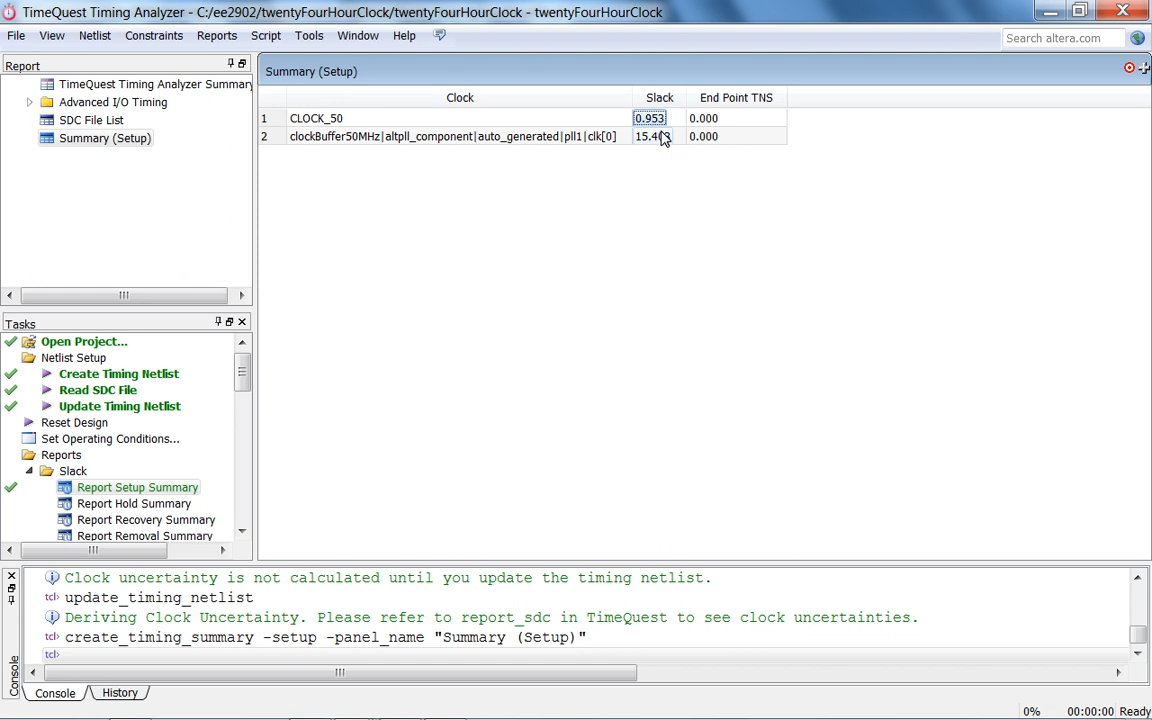 TimeQuest Timing Analyzer - C:/ee2902/twentyFourHourClock/twentyFourHourClock - twentyFourHourClock
File View Netlist Constraints Reports Script Tools Window Help
Search altera.com
Report
TimeQuest Timing Analyzer Summary
Advanced I/O Timing
SDC File List
Summary (Setup)
Summary (Setup)
Clock Slack End Point TNS
1 CLOCK_50 0.953 0.000
2 clockBuffer50MHz|altpll_component|auto_generated|pll1|clk[0] 0.000
Tasks
Open Project...
Netlist Setup
Create Timing Netlist
Read SDC File
Update Timing Netlist
Reset Design
Set Operating Conditions...
Reports
Slack
Report Setup Summary
Report Hold Summary
Report Recovery Summary
Report Removal Summary
Clock uncertainty is not calculated until you update the timing netlist.
tcl> update_timing_netlist
Deriving Clock Uncertainty. Please refer to report_sdc in TimeQuest to see clock uncertainties.
tcl> create_timing_summary -setup -panel_name "Summary (Setup)"
tcl>
Console
Console History
0% 00:00:00 Ready